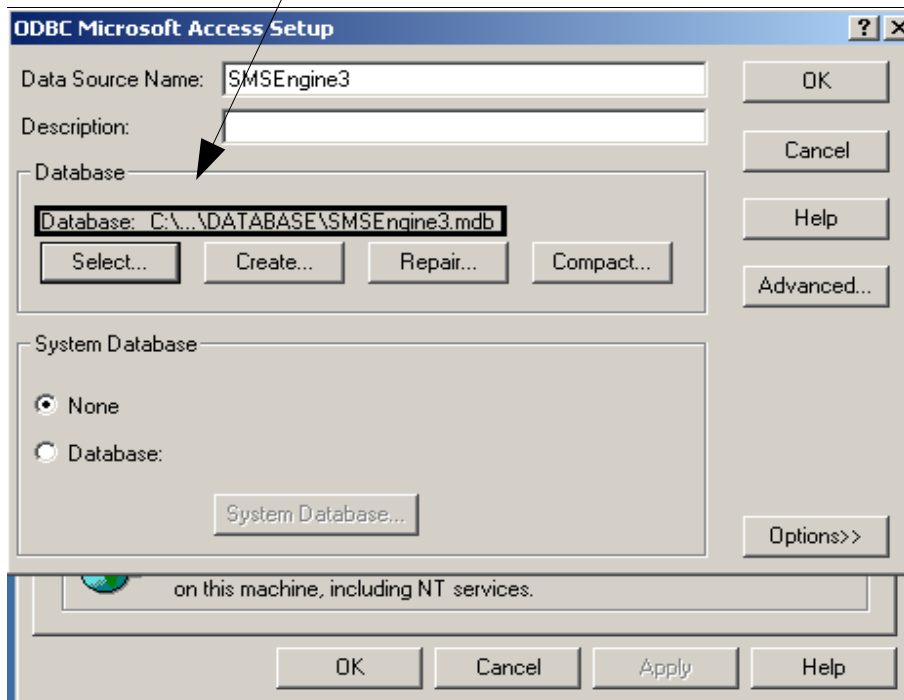 ODBC Microsoft Access Setup
Data Source Name: SMSEngine3
OK
Description:
Cancel
Database
Database: C:\...\DATABASE\SMSEngine3.mdb
Help
Select... Create... Repair... Compact...
Advanced...
System Database
None
Database:
System Database...
Options>>
on this machine, including NT services.
OK Cancel Apply Help